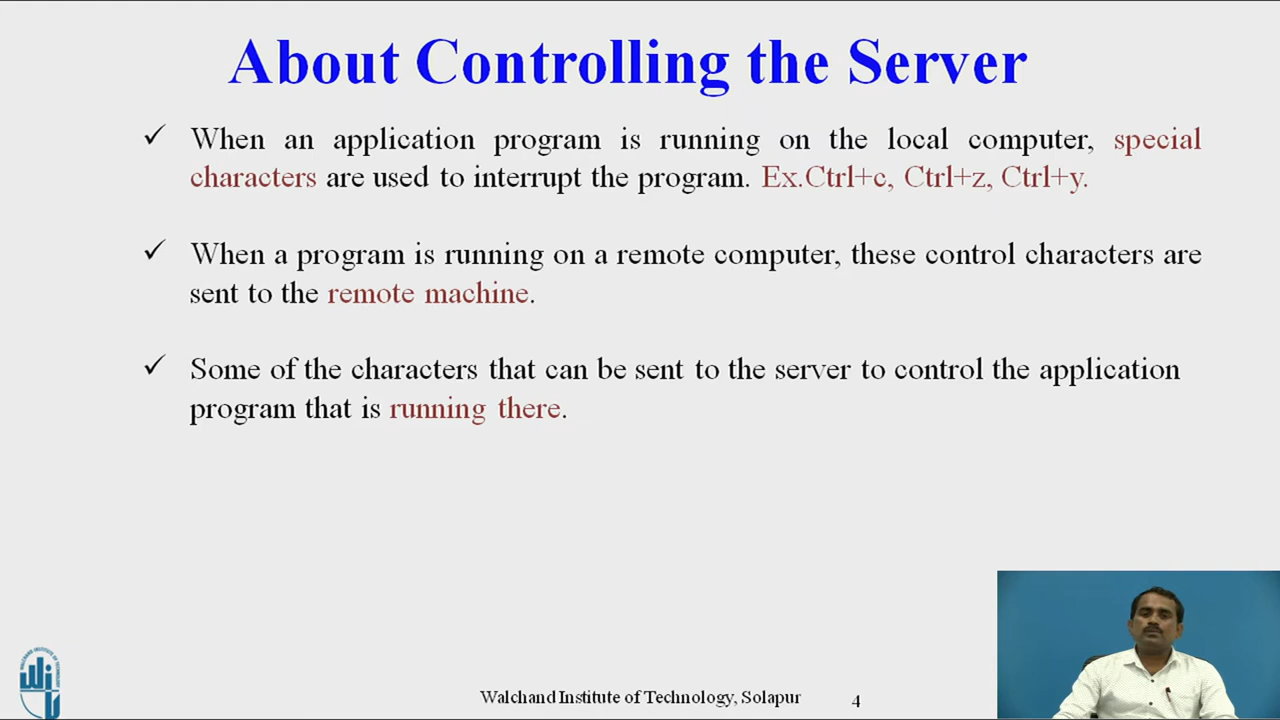 About Controlling the Server
✓ When an application program is running on the local computer, special
characters are used to interrupt the program. Ex.Ctrl+c, Ctrl+z, Ctrl+y.
✓ When a program is running on a remote computer, these control characters are
sent to the remote machine.
✓ Some of the characters that can be sent to the server to control the application
program that is running there.
Walchand Institute of Technology, Solapur 4